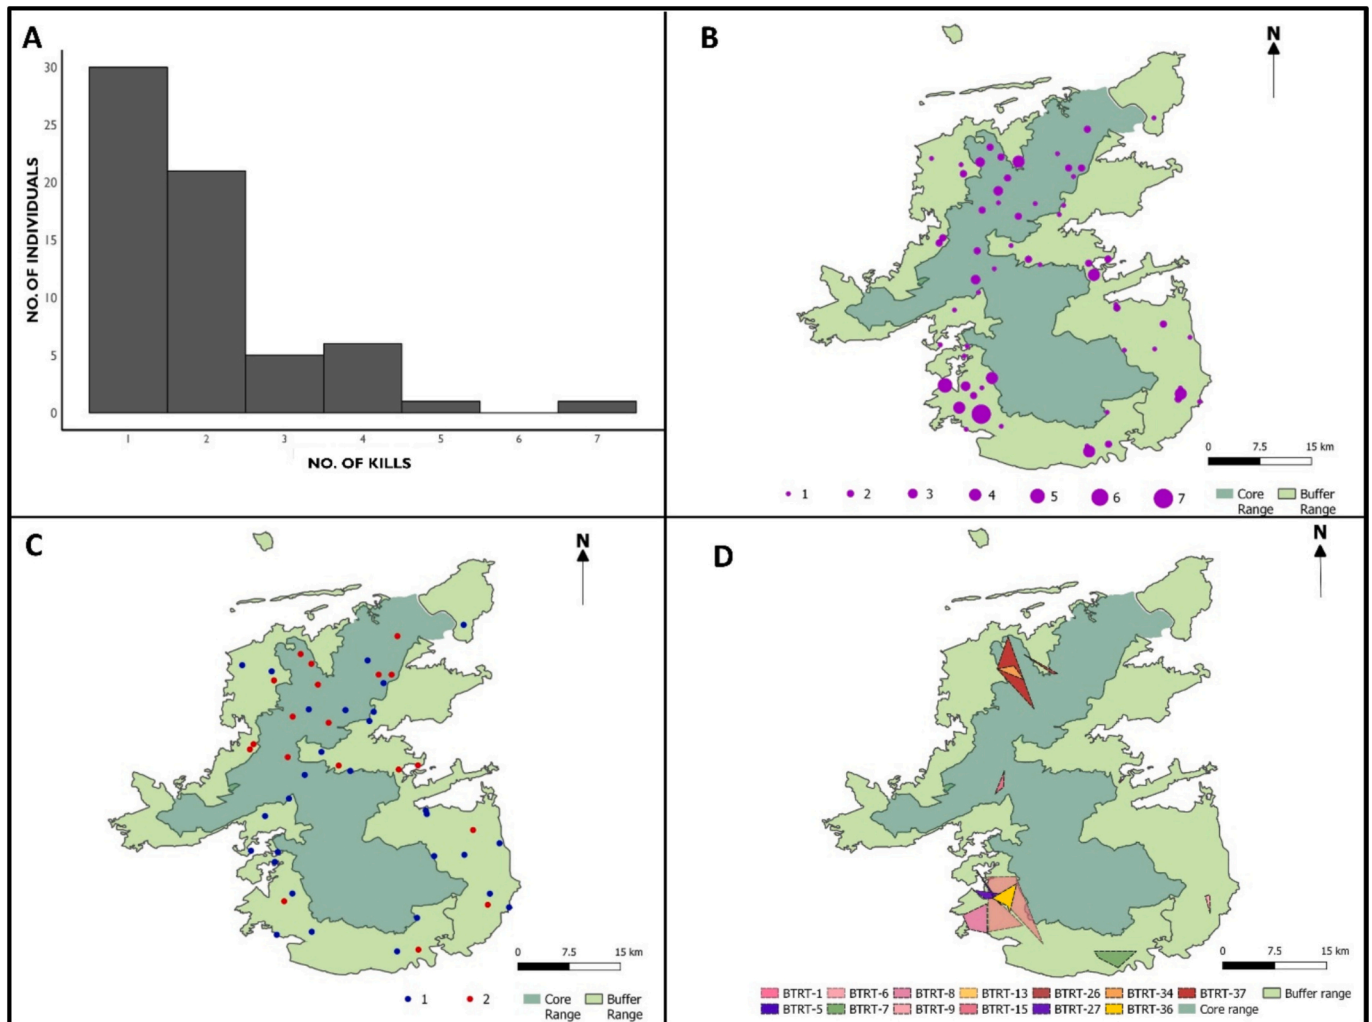 A
30
25
20
15
10
5
0
NO. OF INDIVIDUALS
1 2 3 4 5 6 7
NO. OF KILLS
B
N
0 7.5 15 km
1 2 3 4 5 6 7 Core Range Buffer Range
C
N
0 7.5 15 km
1 2 Core Range Buffer Range
D
N
0 7.5 15 km
BTRT-1 BTRT-6 BTRT-8 BTRT-13 BTRT-26 BTRT-34 BTRT-37 Buffer range
BTRT-5 BTRT-7 BTRT-9 BTRT-15 BTRT-27 BTRT-36 Core range